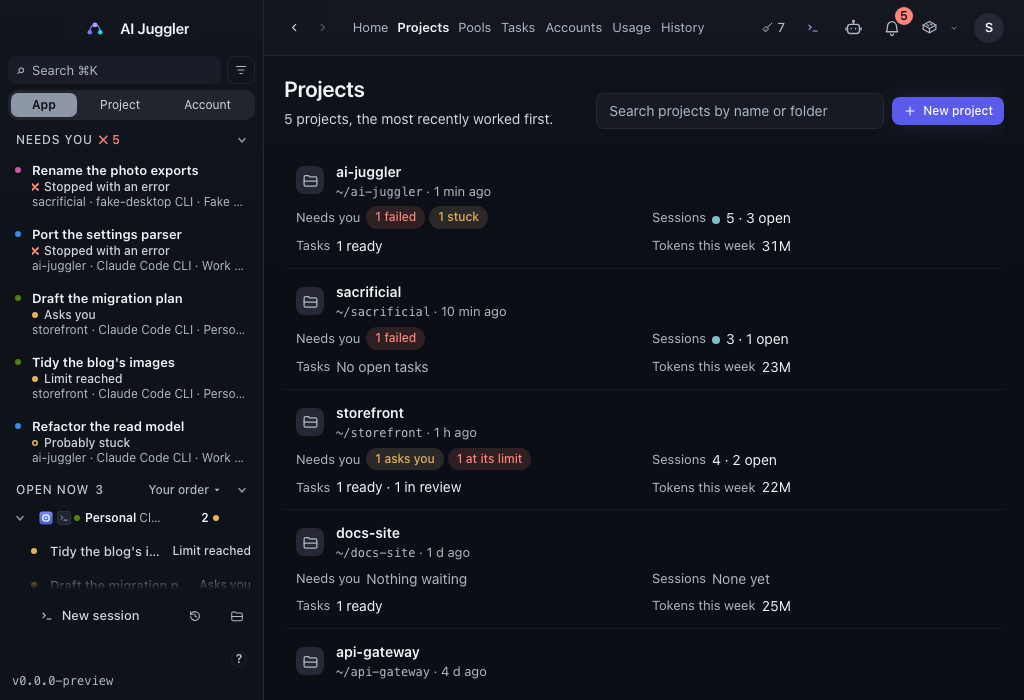 AI Juggler
Search ⌘K
App Project Account
NEEDS YOU 5
Rename the photo exports
Stopped with an error
sacrificial · fake-desktop CLI · Fake ...
Port the settings parser
Stopped with an error
ai-juggler · Claude Code CLI · Work ...
Draft the migration plan
Asks you
storefront · Claude Code CLI · Perso...
Tidy the blog's images
Limit reached
storefront · Claude Code CLI · Perso...
Refactor the read model
Probably stuck
ai-juggler · Claude Code CLI · Work ...
OPEN NOW 3 Your order
Personal Cl... 2
Tidy the blog's i... Limit reached
Draft the migration p... Asks you
New session
?
v0.0.0-preview
Home Projects Pools Tasks Accounts Usage History 7 5 S
Projects
5 projects, the most recently worked first.
Search projects by name or folder
+ New project
ai-juggler
~/ai-juggler · 1 min ago
Needs you 1 failed 1 stuck Sessions 5 · 3 open
Tasks 1 ready Tokens this week 31M
sacrificial
~/sacrificial · 10 min ago
Needs you 1 failed Sessions 3 · 1 open
Tasks No open tasks Tokens this week 23M
storefront
~/storefront · 1 h ago
Needs you 1 asks you 1 at its limit Sessions 4 · 2 open
Tasks 1 ready · 1 in review Tokens this week 22M
docs-site
~/docs-site · 1 d ago
Needs you Nothing waiting Sessions None yet
Tasks 1 ready Tokens this week 25M
api-gateway
~/api-gateway · 4 d ago